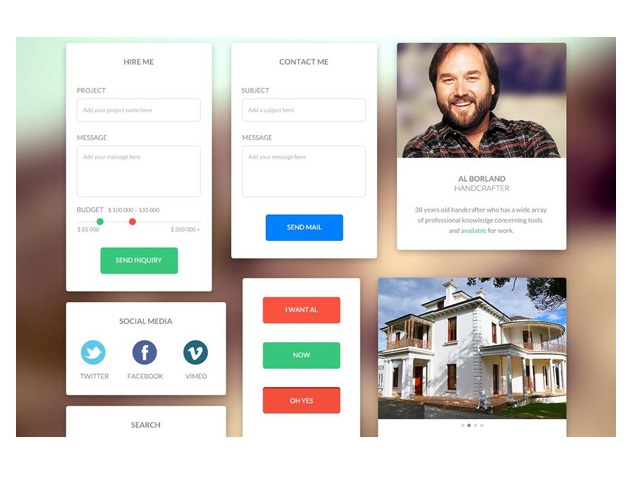 HIRE ME
PROJECT
Add your project name here
MESSAGE
Add your message here
BUDGET $ 100 000 - 135 000
$ 85 000 $ 350 000 +
SEND INQUIRY
CONTACT ME
SUBJECT
Add a subject here
MESSAGE
Add your message here
SEND MAIL
AL BORLAND
HANDCRAFTER
38 years old handcrafter who has a wide array
of professional knowledge concerning tools
and available for work.
SOCIAL MEDIA
TWITTER FACEBOOK VIMEO
SEARCH
I WANT AL
NOW
OH YES